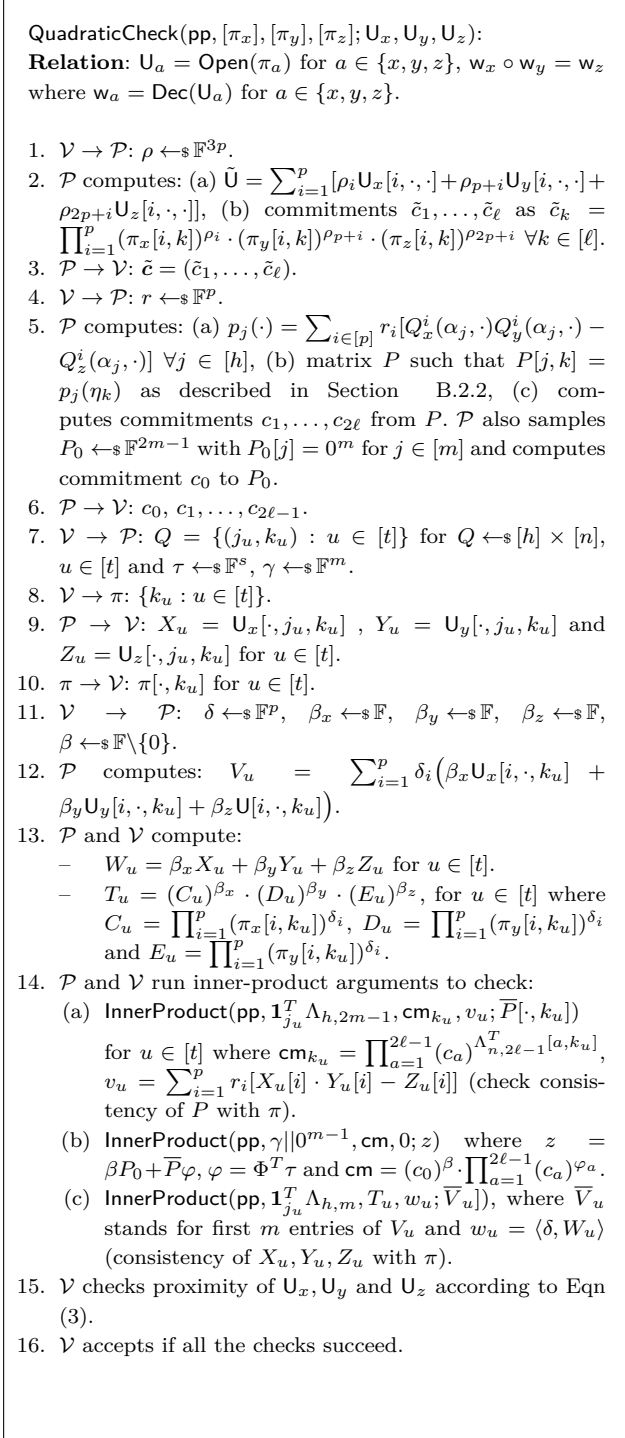 QuadraticCheck(pp, [π_x], [π_y], [π_z]; U_x, U_y, U_z):
Relation: U_a = Open(π_a) for a ∈ {x, y, z}, w_x ∘ w_y = w_z
where w_a = Dec(U_a) for a ∈ {x, y, z}.
1. 𝒱 → 𝒫: ρ ←$ 𝔽^{3p}.
2. 𝒫 computes: (a) Ũ = ∑_{i=1}^p [ρ_i U_x[i, ·, ·] + ρ_{p+i} U_y[i, ·, ·] +
ρ_{2p+i} U_z[i, ·, ·]], (b) commitments c̃_1, . . . , c̃_ℓ as c̃_k =
∏_{i=1}^p (π_x[i, k])^{ρ_i} · (π_y[i, k])^{ρ_{p+i}} · (π_z[i, k])^{ρ_{2p+i}} ∀k ∈ [ℓ].
3. 𝒫 → 𝒱: c̃ = (c̃_1, . . . , c̃_ℓ).
4. 𝒱 → 𝒫: r ←$ 𝔽^p.
5. 𝒫 computes: (a) p_j(·) = ∑_{i∈[p]} r_i[Q_x^i(α_j, ·)Q_y^i(α_j, ·) −
Q_z^i(α_j, ·)] ∀j ∈ [h], (b) matrix P such that P[j, k] =
p_j(η_k) as described in Section B.2.2, (c) com-
putes commitments c_1, . . . , c_{2ℓ} from P. 𝒫 also samples
P_0 ←$ 𝔽^{2m−1} with P_0[j] = 0^m for j ∈ [m] and computes
commitment c_0 to P_0.
6. 𝒫 → 𝒱: c_0, c_1, . . . , c_{2ℓ−1}.
7. 𝒱 → 𝒫: Q = {(j_u, k_u) : u ∈ [t]} for Q ←$ [h] × [n],
u ∈ [t] and τ ←$ 𝔽^s, γ ←$ 𝔽^m.
8. 𝒱 → π: {k_u : u ∈ [t]}.
9. 𝒫 → 𝒱: X_u = U_x[·, j_u, k_u] , Y_u = U_y[·, j_u, k_u] and
Z_u = U_z[·, j_u, k_u] for u ∈ [t].
10. π → 𝒱: π[·, k_u] for u ∈ [t].
11. 𝒱 → 𝒫: δ ←$ 𝔽^p, β_x ←$ 𝔽, β_y ←$ 𝔽, β_z ←$ 𝔽,
β ←$ 𝔽\{0}.
12. 𝒫 computes: V_u = ∑_{i=1}^p δ_i(β_x U_x[i, ·, k_u] +
β_y U_y[i, ·, k_u] + β_z U[i, ·, k_u]).
13. 𝒫 and 𝒱 compute:
– W_u = β_x X_u + β_y Y_u + β_z Z_u for u ∈ [t].
– T_u = (C_u)^{β_x} · (D_u)^{β_y} · (E_u)^{β_z}, for u ∈ [t] where
C_u = ∏_{i=1}^p (π_x[i, k_u])^{δ_i}, D_u = ∏_{i=1}^p (π_y[i, k_u])^{δ_i}
and E_u = ∏_{i=1}^p (π_y[i, k_u])^{δ_i}.
14. 𝒫 and 𝒱 run inner-product arguments to check:
(a) InnerProduct(pp, 𝟏_{j_u}^T Λ_{h,2m−1}, cm_{k_u}, v_u; P̅[·, k_u])
for u ∈ [t] where cm_{k_u} = ∏_{a=1}^{2ℓ−1} (c_a)^{Λ_{n,2ℓ−1}^T[a,k_u]},
v_u = ∑_{i=1}^p r_i[X_u[i] · Y_u[i] − Z_u[i]] (check consis-
tency of P with π).
(b) InnerProduct(pp, γ||0^{m−1}, cm, 0; z) where z =
βP_0 + P̅φ, φ = Φ^T τ and cm = (c_0)^β · ∏_{a=1}^{2ℓ−1} (c_a)^{φ_a}.
(c) InnerProduct(pp, 𝟏_{j_u}^T Λ_{h,m}, T_u, w_u; V̅_u]), where V̅_u
stands for first m entries of V_u and w_u = ⟨δ, W_u⟩
(consistency of X_u, Y_u, Z_u with π).
15. 𝒱 checks proximity of U_x, U_y and U_z according to Eqn
(3).
16. 𝒱 accepts if all the checks succeed.